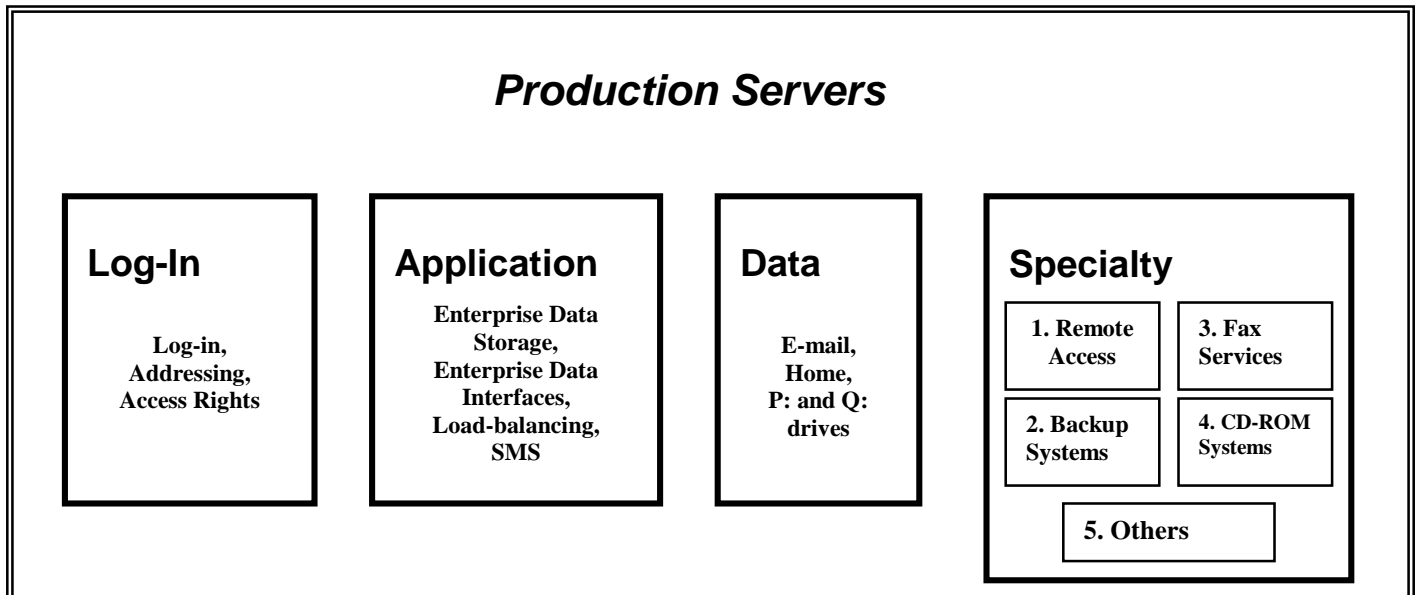 Production Servers
Log-In
Log-in,
Addressing,
Access Rights
Application
Enterprise Data
Storage,
Enterprise Data
Interfaces,
Load-balancing,
SMS
Data
E-mail,
Home,
P: and Q:
drives
Specialty
1. Remote
Access
2. Backup
Systems
3. Fax
Services
4. CD-ROM
Systems
5. Others